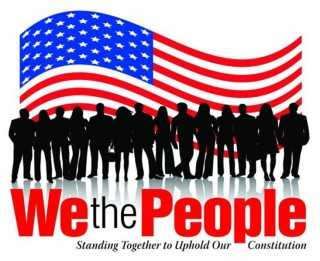 We the People
Standing Together to Uphold Our Constitution